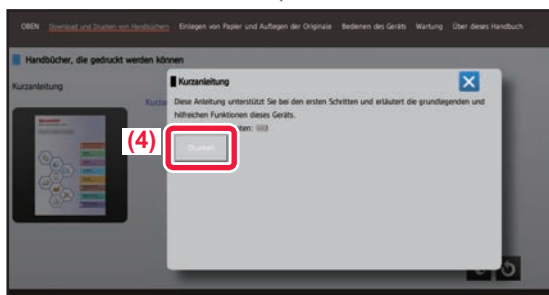 OBEN Download und Drucken von Handbüchern Einlegen von Papier und Auflegen der Originale Bedienen des Geräts Wartung Über dieses Handbuch
Handbücher, die gedruckt werden können
Kurzanleitung
Kurzanleitung
Diese Anleitung unterstützt Sie bei den ersten Schritten und erläutert die grundlegenden und
hilfreichen Funktionen dieses Geräts.
(4)
Drucken